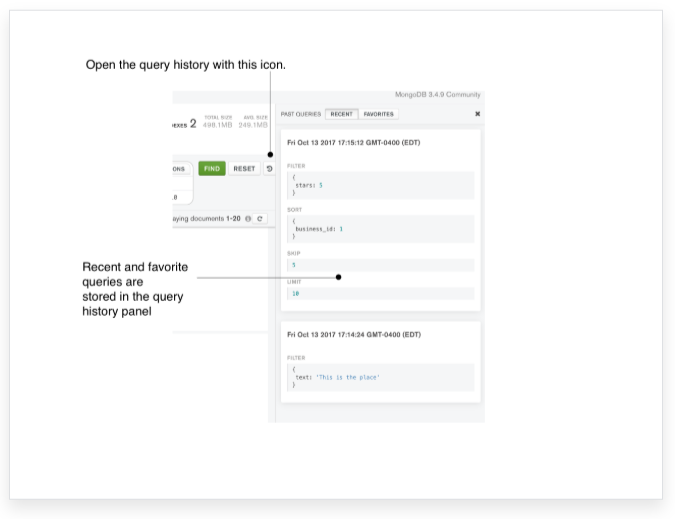 Open the query history with this icon.
MongoDB 3.4.9 Community
TOTAL SIZE AVG. SIZE
EXES 2 498.1MB 249.1MB
PAST QUERIES RECENT FAVORITES
Fri Oct 13 2017 17:15:12 GMT-0400 (EDT)
ONS FIND RESET
FILTER
{
stars: 5
}
aying documents 1-20
SORT
{
business_id: 1
}
SKIP
5
LIMIT
10
Recent and favorite
queries are
stored in the query
history panel
Fri Oct 13 2017 17:14:24 GMT-0400 (EDT)
FILTER
{
text: "This is the place"
}